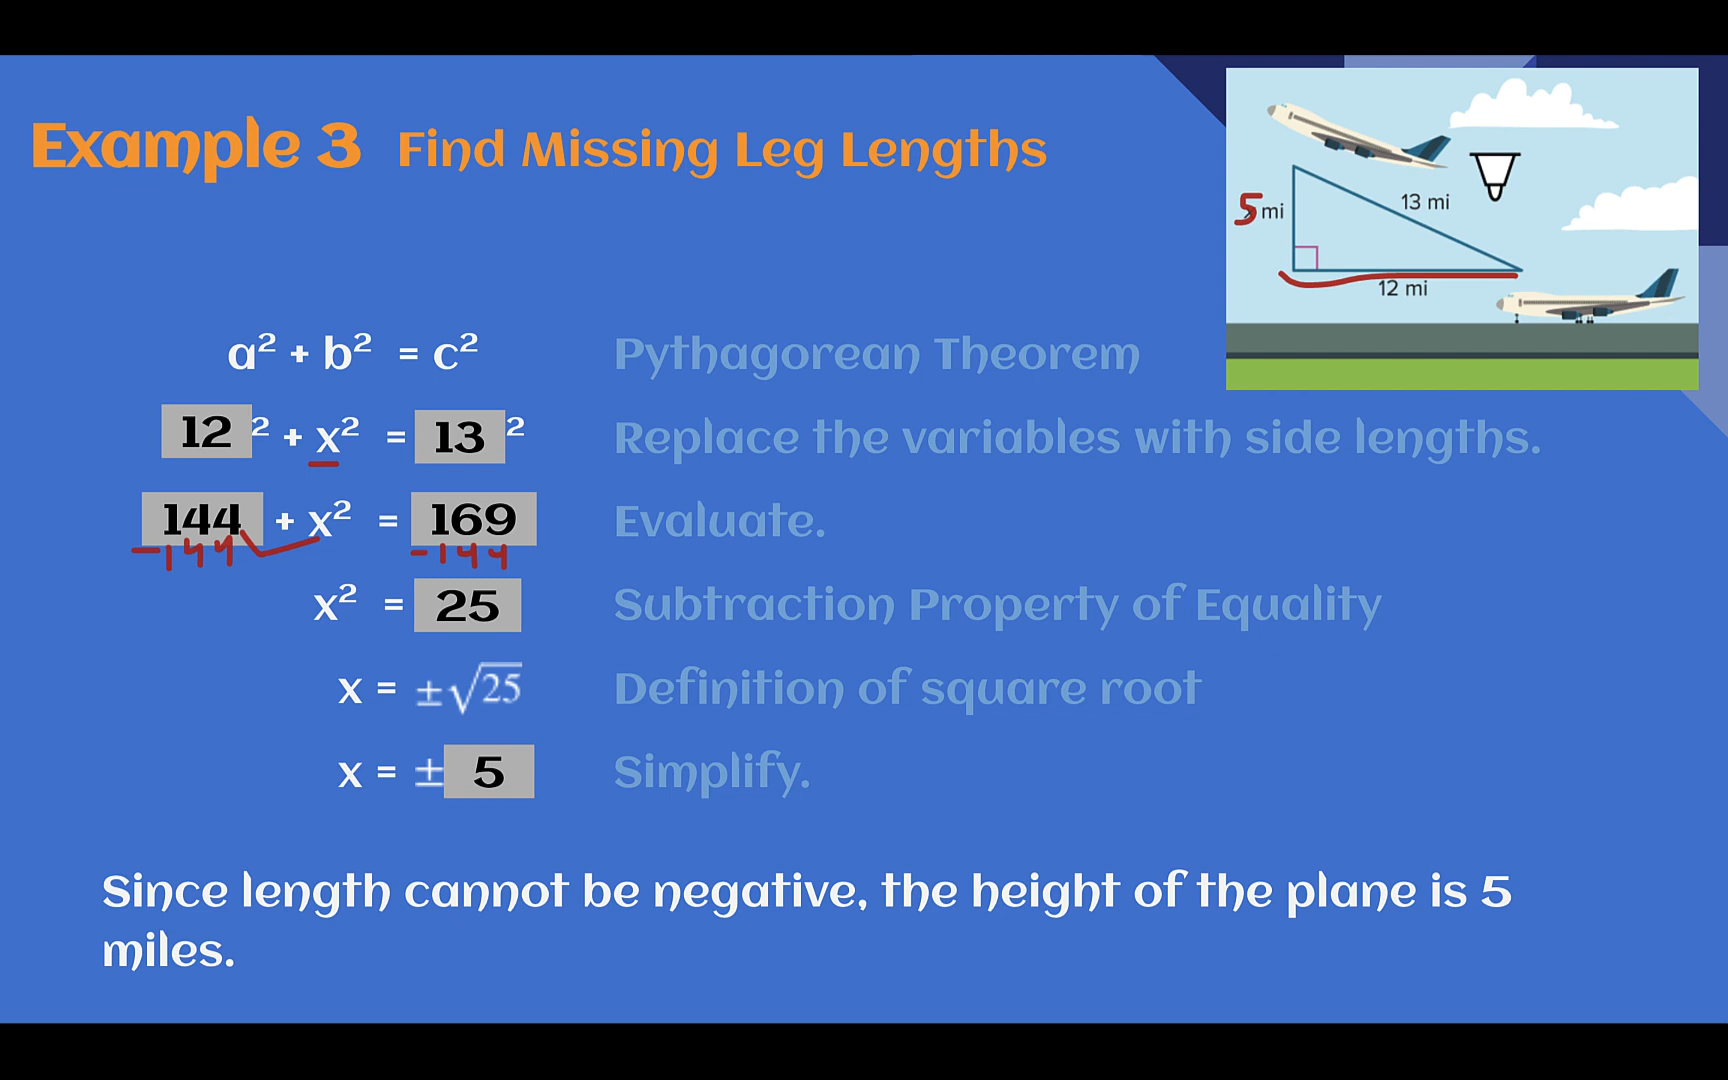 Example 3 Find Missing Leg Lengths
13 mi
5 mi
12 mi
a² + b² = c² Pythagorean Theorem
12² + x² = 13² Replace the variables with side lengths.
144 + x² = 169 Evaluate.
-144 -144
x² = 25 Subtraction Property of Equality
x = ±√25 Definition of square root
x = ± 5 Simplify.
Since length cannot be negative, the height of the plane is 5
miles.